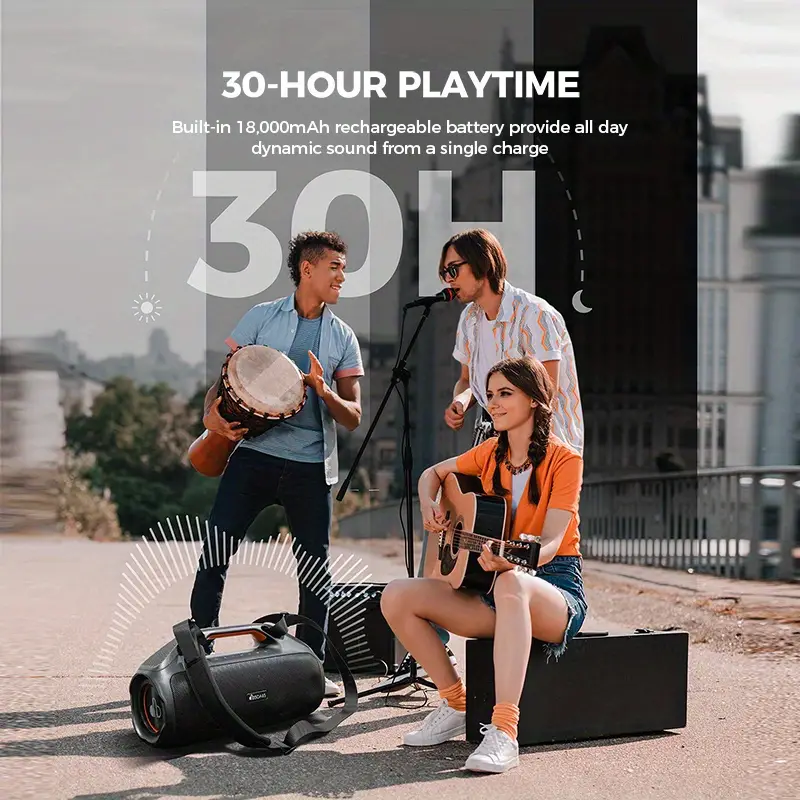 30-HOUR PLAYTIME
Built-in 18,000mAh rechargeable battery provide all day
dynamic sound from a single charge
30H